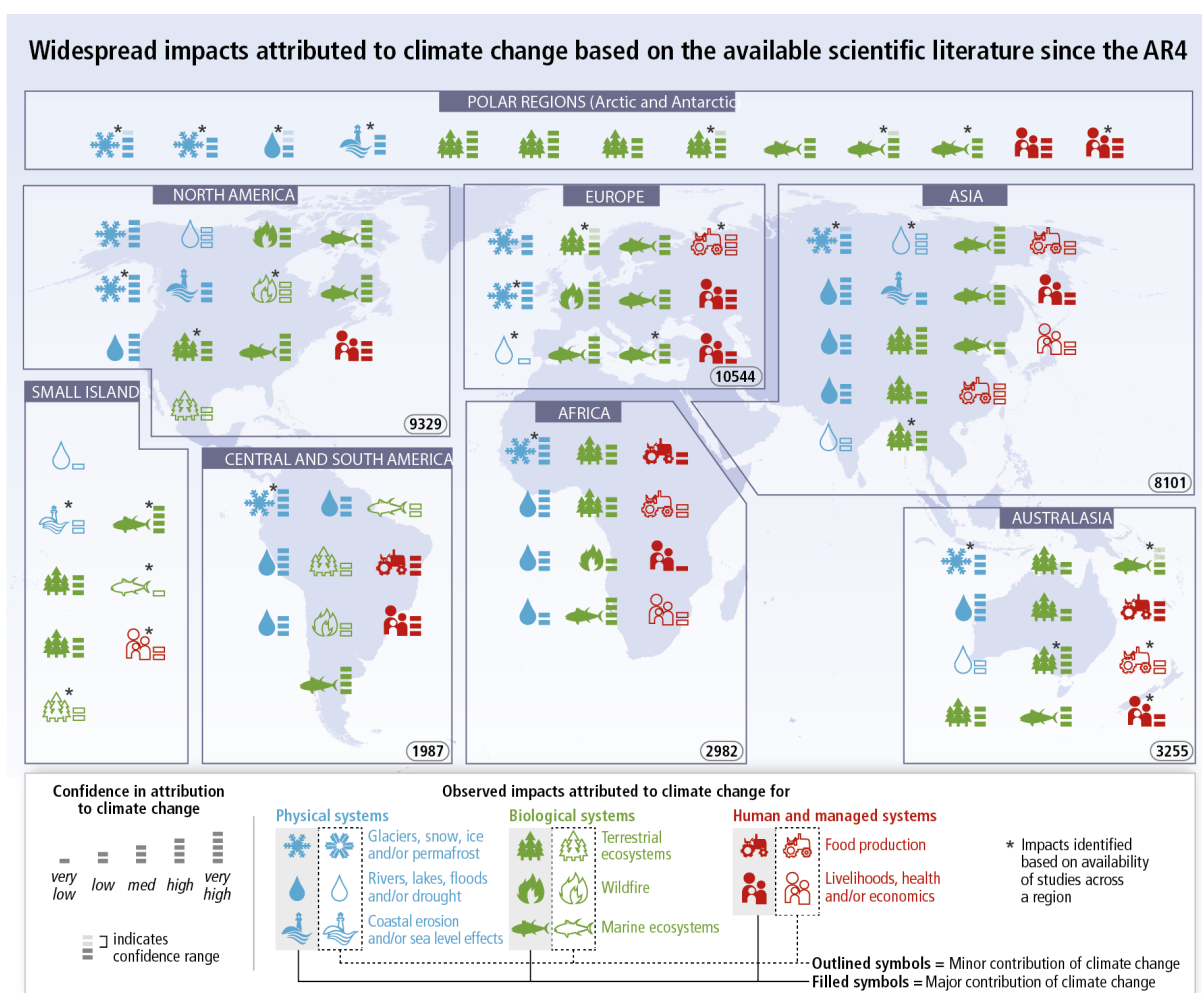 Widespread impacts attributed to climate change based on the available scientific literature since the AR4
POLAR REGIONS (Arctic and Antarctic
* * * * * * * *
NORTH AMERICA
*
*
*
9329
EUROPE
* *
*
* *
10544
ASIA
* *
*
8101
SMALL ISLAND
* *
*
*
*
CENTRAL AND SOUTH AMERICA
*
1987
AFRICA
*
2982
AUSTRALASIA
* *
* *
*
3255
Confidence in attribution
to climate change
very
low
low
med
high
very
high
indicates
confidence range
Observed impacts attributed to climate change for
Physical systems
Glaciers, snow, ice
and/or permafrost
Rivers, lakes, floods
and/or drought
Coastal erosion
and/or sea level effects
Biological systems
Terrestrial
ecosystems
Wildfire
Marine ecosystems
Human and managed systems
Food production
Livelihoods, health
and/or economics
* Impacts identified
based on availability
of studies across
a region
Outlined symbols = Minor contribution of climate change
Filled symbols = Major contribution of climate change